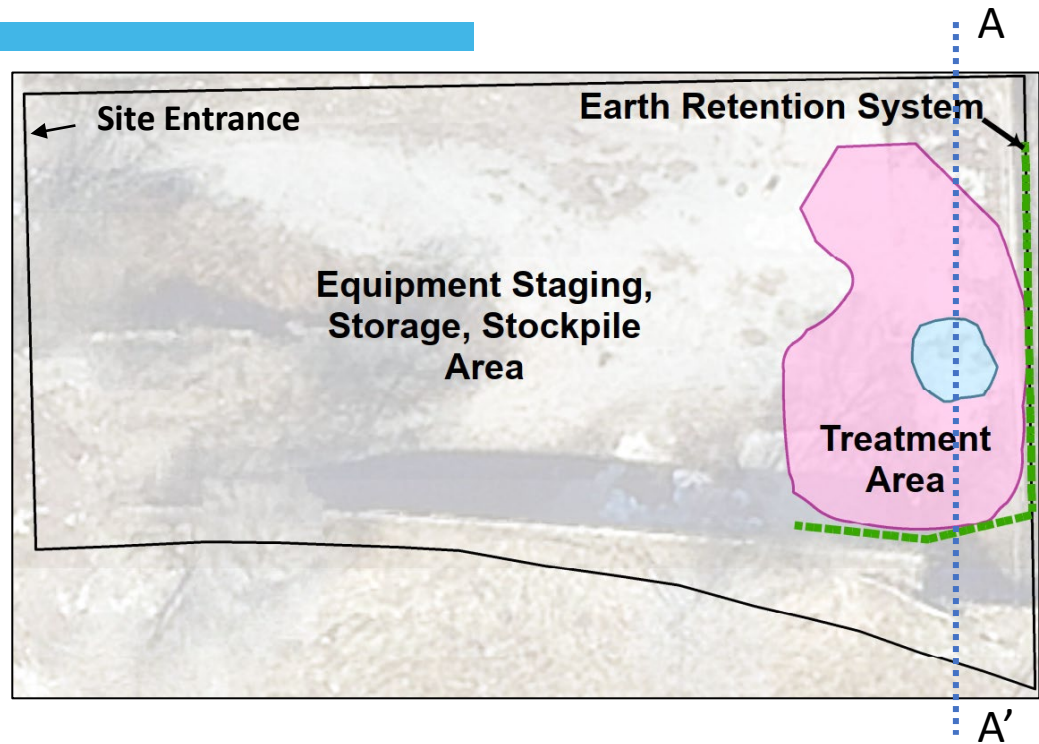 A
Earth Retention System
Site Entrance
Equipment Staging,
Storage, Stockpile
Area
Treatment
Area
A’